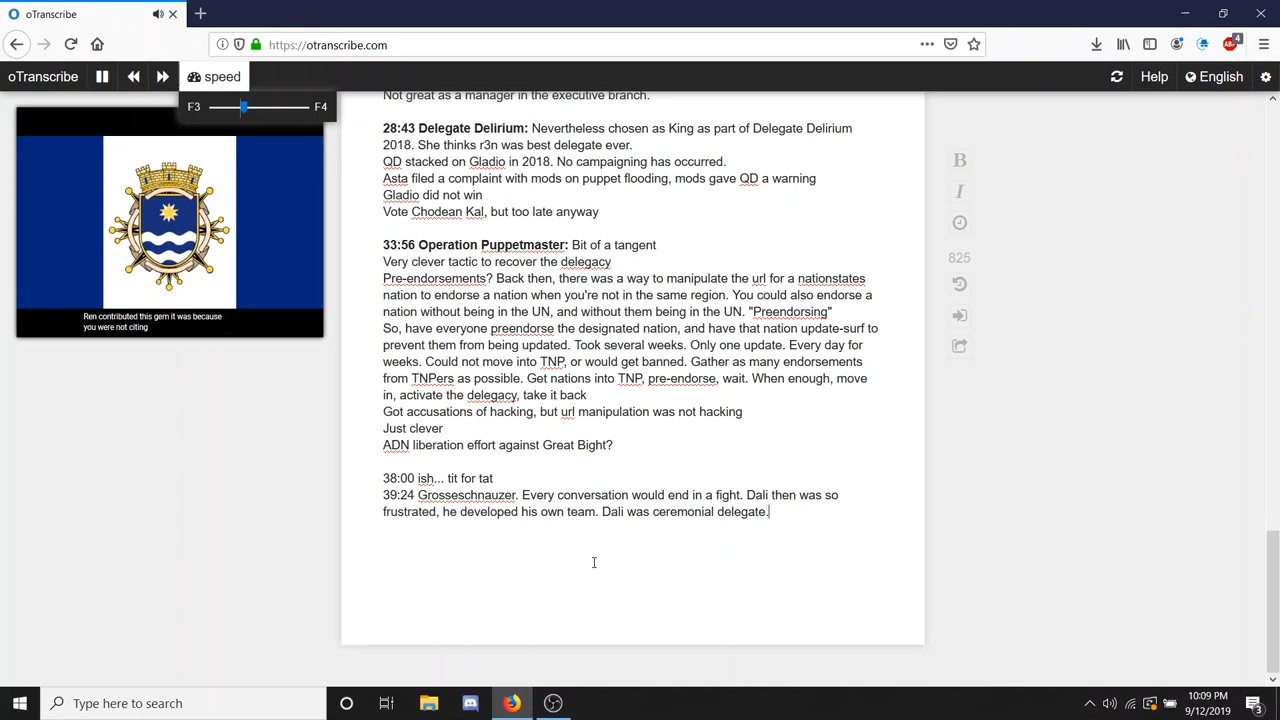 oTranscribe
https://otranscribe.com
4
oTranscribe
speed
Help
English
F3
F4
Ren contributed this gem it was because
you were not citing
Not great as a manager in the executive branch.
28:43 Delegate Delirium: Nevertheless chosen as King as part of Delegate Delirium
2018. She thinks r3n was best delegate ever.
QD stacked on Gladio in 2018. No campaigning has occurred.
Asta filed a complaint with mods on puppet flooding, mods gave QD a warning
Gladio did not win
Vote Chodean Kal, but too late anyway
33:56 Operation Puppetmaster: Bit of a tangent
Very clever tactic to recover the delegacy
Pre-endorsements? Back then, there was a way to manipulate the url for a nationstates
nation to endorse a nation when you're not in the same region. You could also endorse a
nation without being in the UN, and without them being in the UN. "Preendorsing"
So, have everyone preendorse the designated nation, and have that nation update-surf to
prevent them from being updated. Took several weeks. Only one update. Every day for
weeks. Could not move into TNP, or would get banned. Gather as many endorsements
from TNPers as possible. Get nations into TNP, pre-endorse, wait. When enough, move
in, activate the delegacy, take it back
Got accusations of hacking, but url manipulation was not hacking
Just clever
ADN liberation effort against Great Bight?
38:00 ish... tit for tat
39:24 Grosseschnauzer. Every conversation would end in a fight. Dali then was so
frustrated, he developed his own team. Dali was ceremonial delegate.
B
I
825
Type here to search
10:09 PM
9/12/2019
3